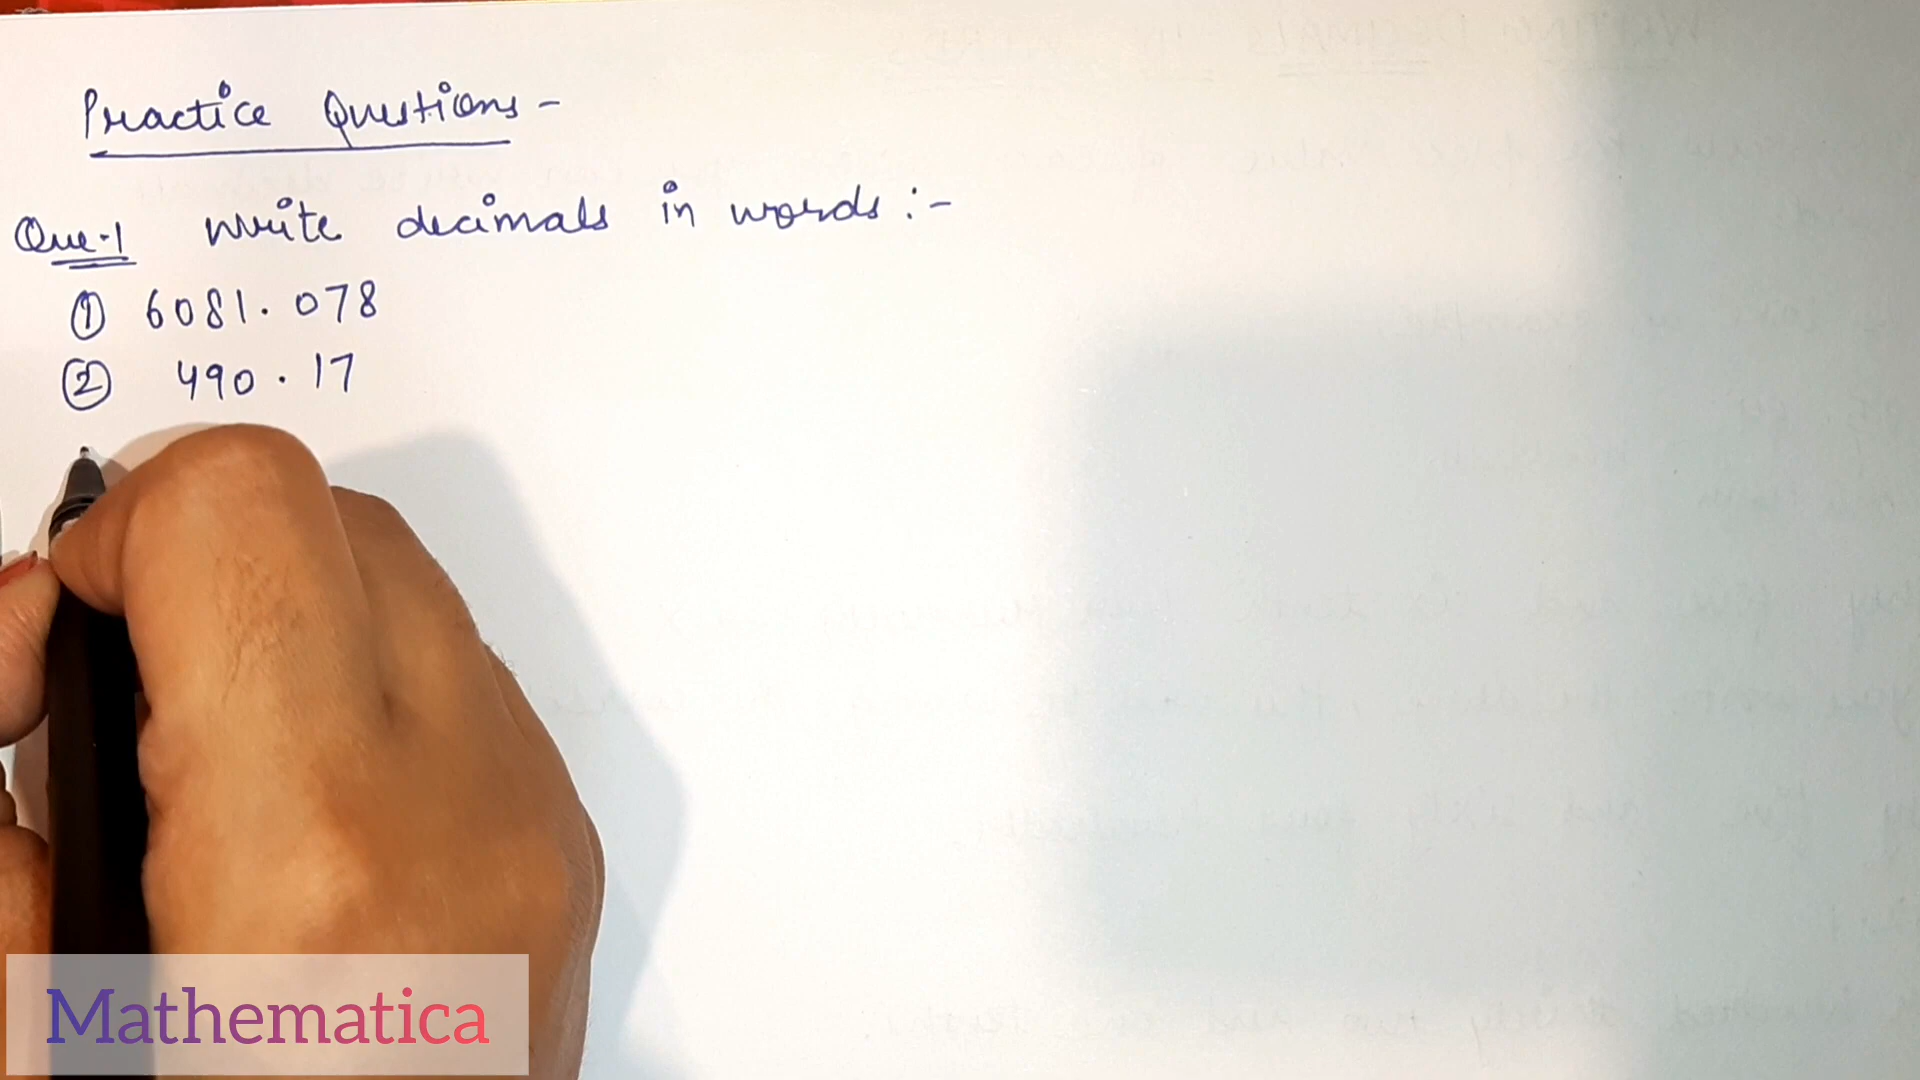 Practice Questions -
Que-1 Write decimals in words :-
① 6081.078
② 490.17
Mathematica